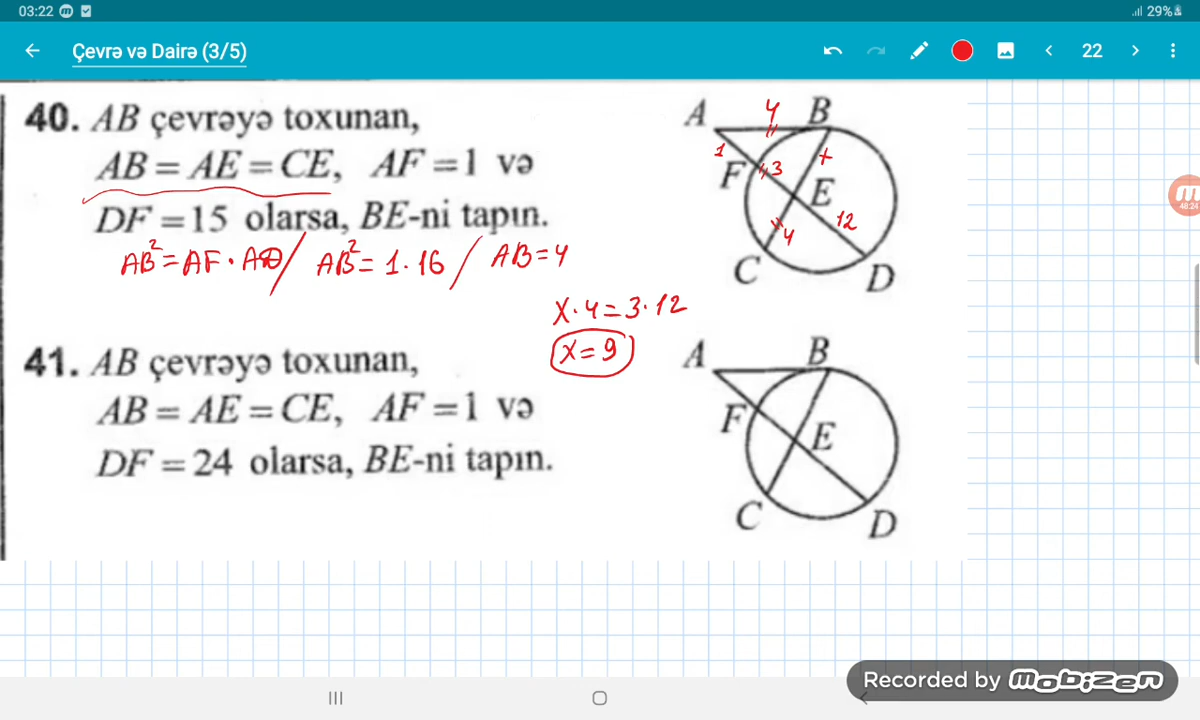 03:22 29%
Çevrə və Dairə (3/5) 22
40. AB çevrəyə toxunan,
AB = AE = CE, AF = 1 və
DF = 15 olarsa, BE-ni tapın.
AB² = AF · AD / AB² = 1 · 16 / AB = 4
x · 4 = 3 · 12
x = 9
A 4 B
1 F 3 x E
12
4
C D
48:24
41. AB çevrəyə toxunan,
AB = AE = CE, AF = 1 və
DF = 24 olarsa, BE-ni tapın.
A B
F E
C D
Recorded by mobizen